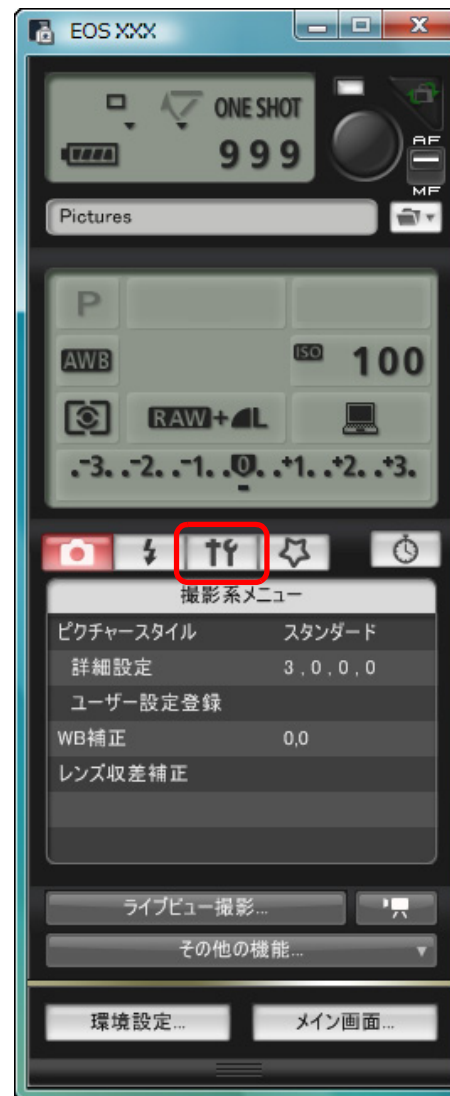 EOS XXX
ONE SHOT
999
AF
MF
Pictures
P
AWB
ISO 100
RAW+L
.-3. .-2. .-1. .0. .+1. .+2. .+3.
撮影系メニュー
ピクチャースタイル スタンダード
詳細設定 3,0,0,0
ユーザー設定登録
WB補正 0,0
レンズ収差補正
ライブビュー撮影...
その他の機能...
環境設定... メイン画面...